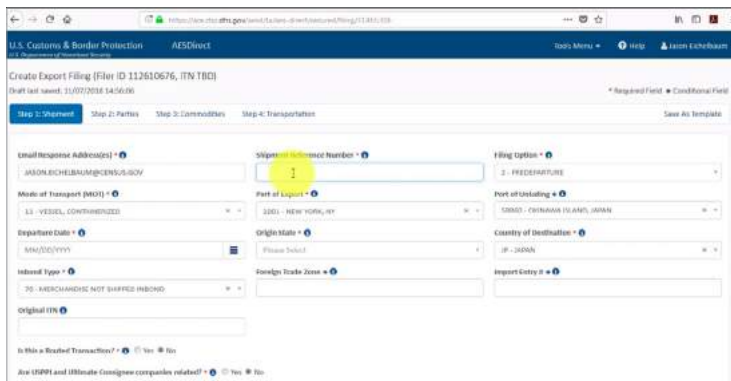 U.S. Customs & Border Protection AESDirect Tools Menu Help Jason Eichelbaum
U.S. Department of Homeland Security
Create Export Filing (Filer ID 112610676, ITN TBD)
Draft last saved: 11/07/2018 14:56:06 * Required Field Conditional Field
Step 1: Shipment Step 2: Parties Step 3: Commodities Step 4: Transportation Save As Template
Email Response Address(es) * Shipment Reference Number * Filing Option *
JASON.EICHELBAUM@CENSUS.GOV 2 - PREDEPARTURE
Mode of Transport (MOT) * Port of Export * Port of Unlading
11 - VESSEL, CONTAINERIZED 1001 - NEW YORK, NY OKINAWA ISLAND, JAPAN
Departure Date * Origin State * Country of Destination *
MM/DD/YYYY Please Select JP - JAPAN
Inbond Type * Foreign Trade Zone Import Entry #
70 - MERCHANDISE NOT SHIPPED INBOND
Original ITN
Is this a Routed Transaction? * Yes No
Are USPPI and Ultimate Consignee companies related? * Yes No